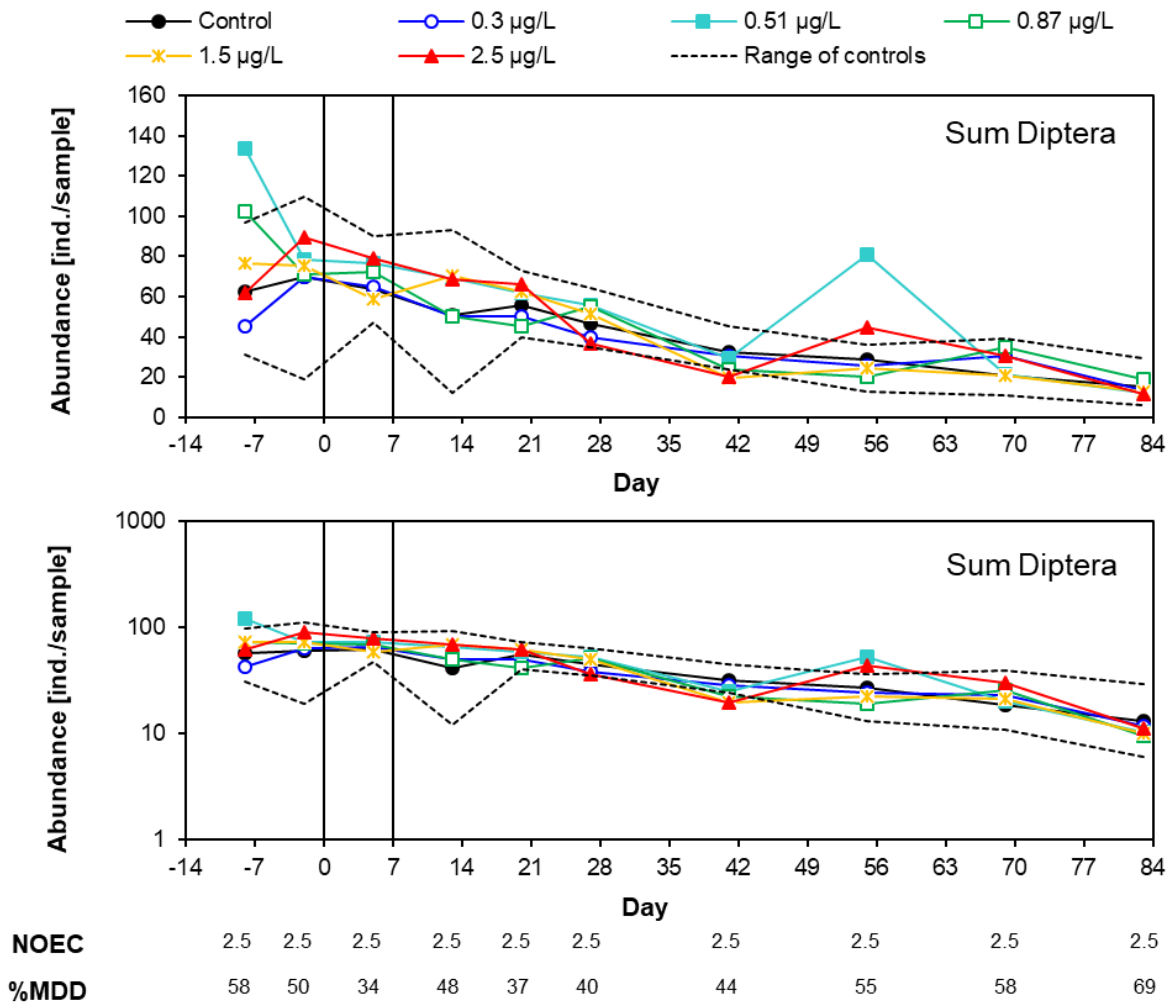 Control 0.3 µg/L 0.51 µg/L 0.87 µg/L
1.5 µg/L 2.5 µg/L Range of controls
Abundance [ind./sample]
160
140
120
100
80
60
40
20
0
Sum Diptera
-14 -7 0 7 14 21 28 35 42 49 56 63 70 77 84
Day
Abundance [ind./sample]
1000
100
10
1
Sum Diptera
-14 -7 0 7 14 21 28 35 42 49 56 63 70 77 84
Day
NOEC 2.5 2.5 2.5 2.5 2.5 2.5 2.5 2.5 2.5 2.5
%MDD 58 50 34 48 37 40 44 55 58 69